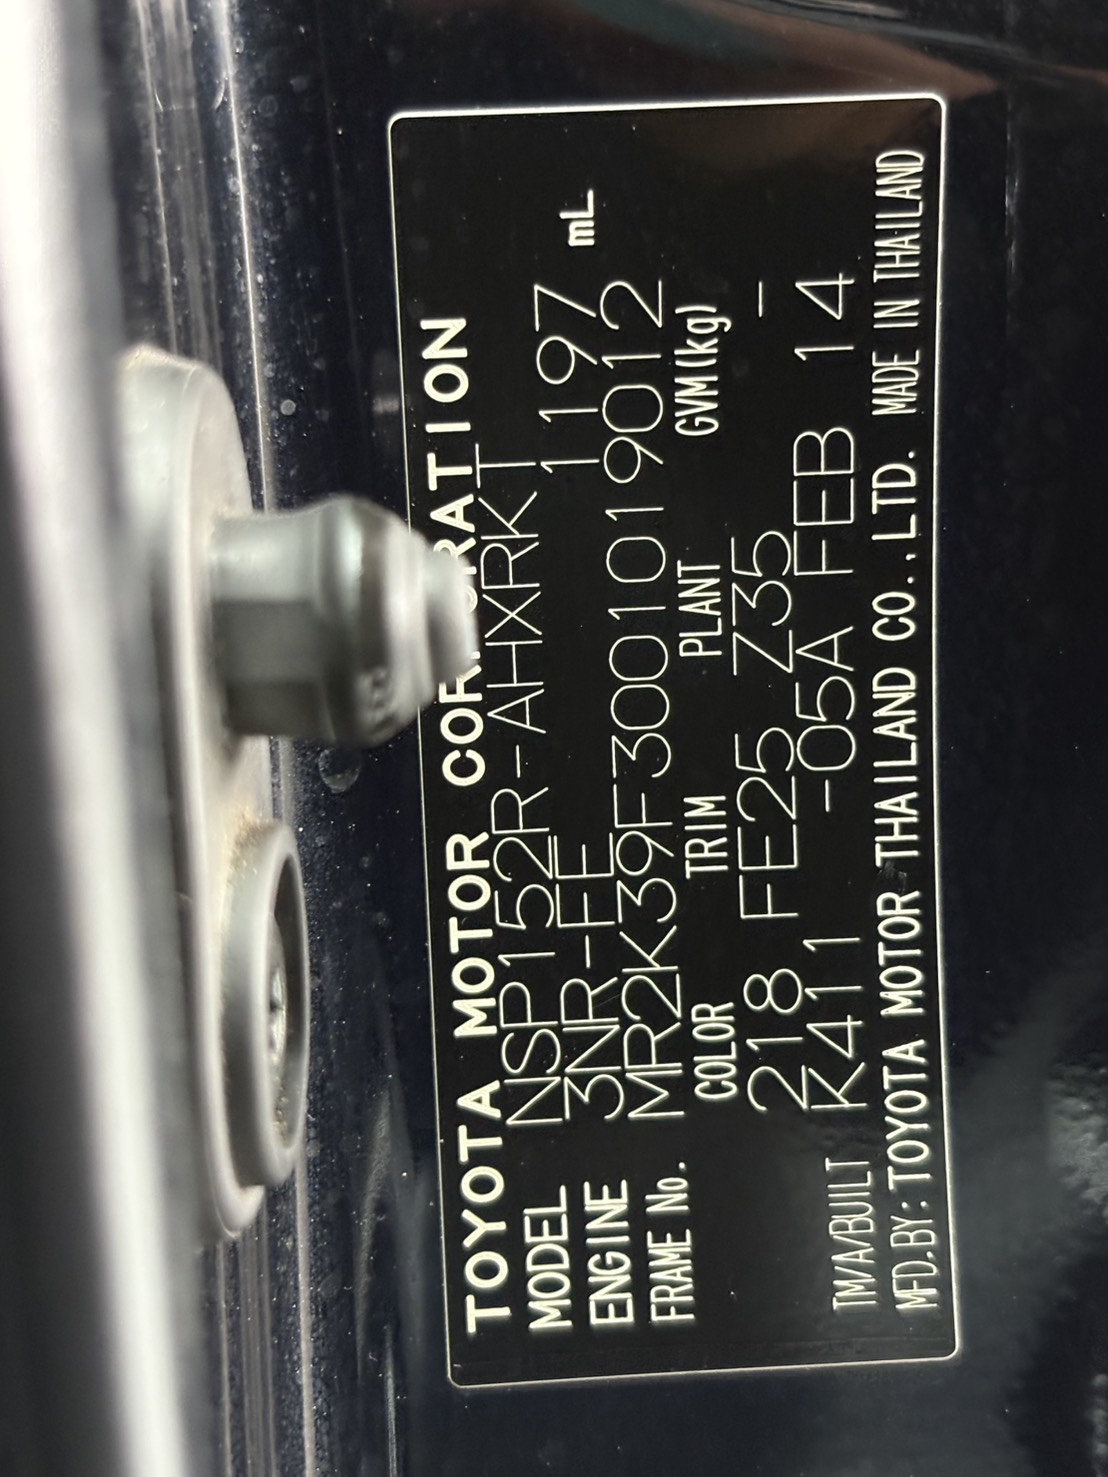 TOYOTA MOTOR CORPORATION
MODEL NSP152R-AHXRKT
ENGINE 3NR-FE 1197 mL
FRAME No. MR2K39F3001019012
COLOR TRIM PLANT GVM(kg)
218 FE25 Z35 -
TM/A/BUILT K411 -05A FEB 14
MFD.BY: TOYOTA MOTOR THAILAND CO.,LTD. MADE IN THAILAND